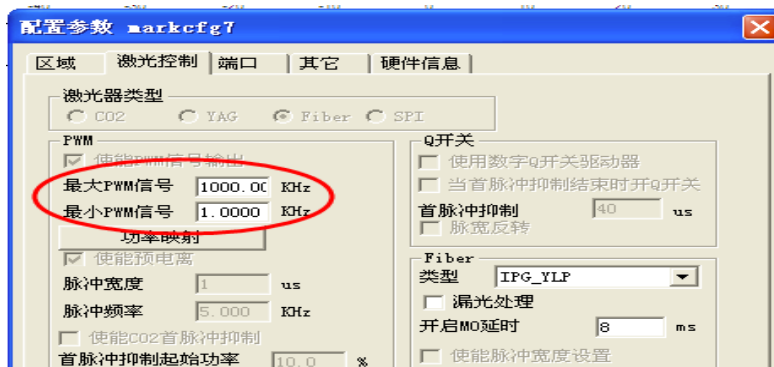 配置参数 markcfg7
区域 激光控制 端口 其它 硬件信息
激光器类型
CO2 YAG Fiber SPI
PWM
使能PWM信号输出
最大PWM信号 1000.00 KHz
最小PWM信号 1.0000 KHz
功率映射
使能预电离
脉冲宽度 1 us
脉冲频率 5.000 KHz
使能CO2首脉冲抑制
首脉冲抑制起始功率 10.0 %
Q开关
使用数字Q开关驱动器
当首脉冲抑制结束时开Q开关
首脉冲抑制 40 us
脉宽反转
Fiber
类型 IPG_YLP
漏光处理
开启MO延时 8 ms
使能脉冲宽度设置